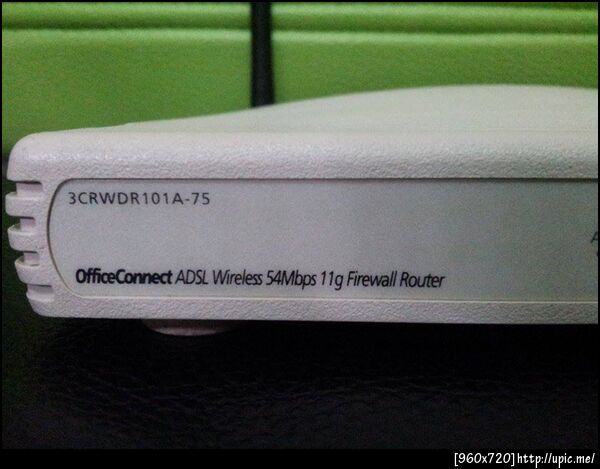 3CRWDR101A-75
OfficeConnect ADSL Wireless 54Mbps 11g Firewall Router
[960x720]http://upic.me/